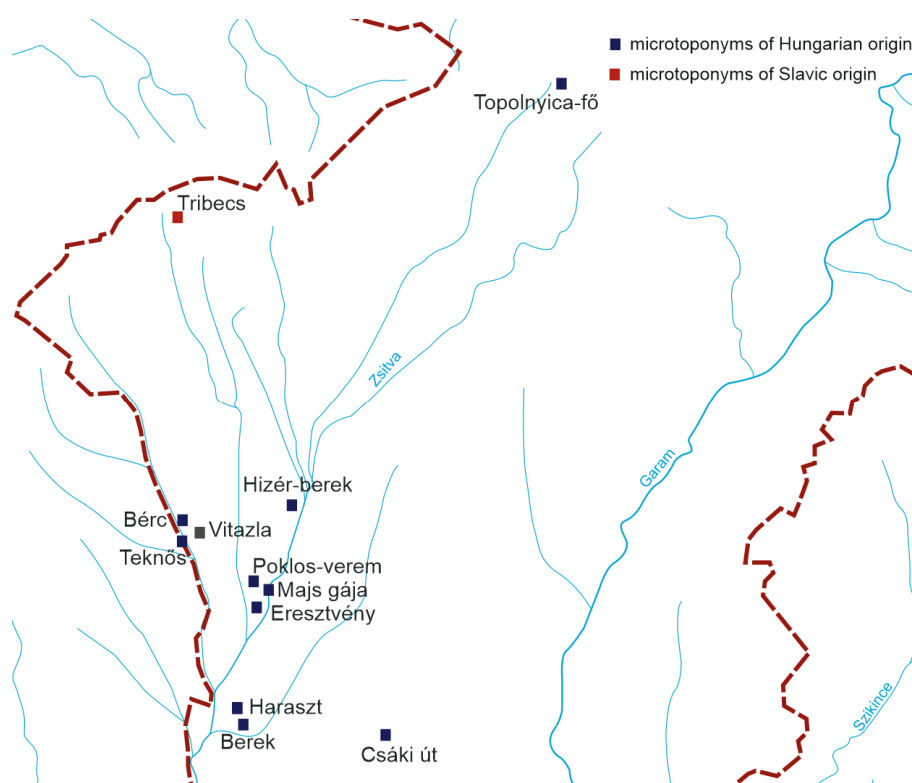 microtoponyms of Hungarian origin
microtoponyms of Slavic origin
Topolnyica-fő
Tribecs
Zsitva
Garam
Hizér-berek
Bérc
Vitazla
Teknős
Poklos-verem
Majs gája
Eresztvény
Haraszt
Berek
Csáki út
Szikince